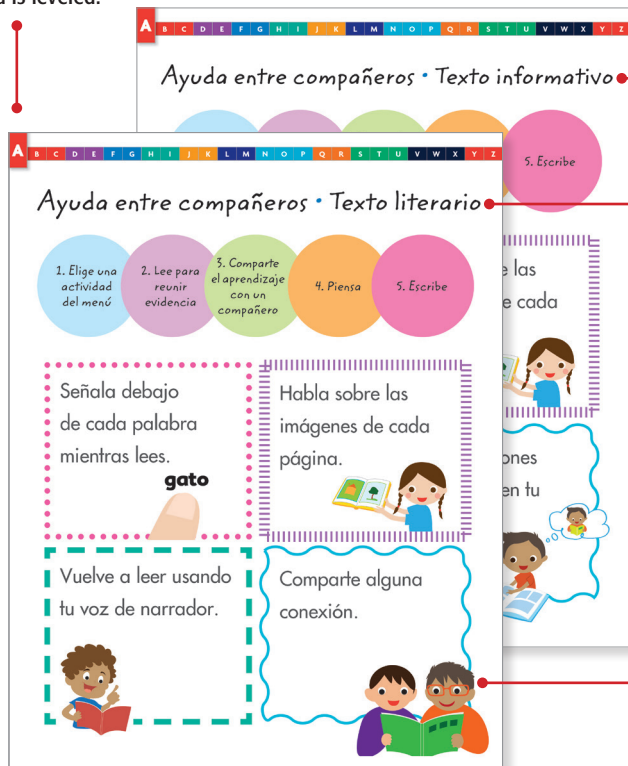 is leveled.
A B C D E F G H I J K L M N O P Q R S T U V W X Y Z
Ayuda entre compañeros • Texto informativo
5. Escribe
las
cada
en tu
A B C D E F G H I J K L M N O P Q R S T U V W X Y Z
Ayuda entre compañeros • Texto literario
1. Elige una
actividad
del menú
2. Lee para
reunir
evidencia
3. Comparte
el aprendizaje
con un
compañero
4. Piensa
5. Escribe
Señala debajo
de cada palabra
mientras lees.
gato
Habla sobre las
imágenes de cada
página.
Vuelve a leer usando
tu voz de narrador.
Comparte alguna
conexión.